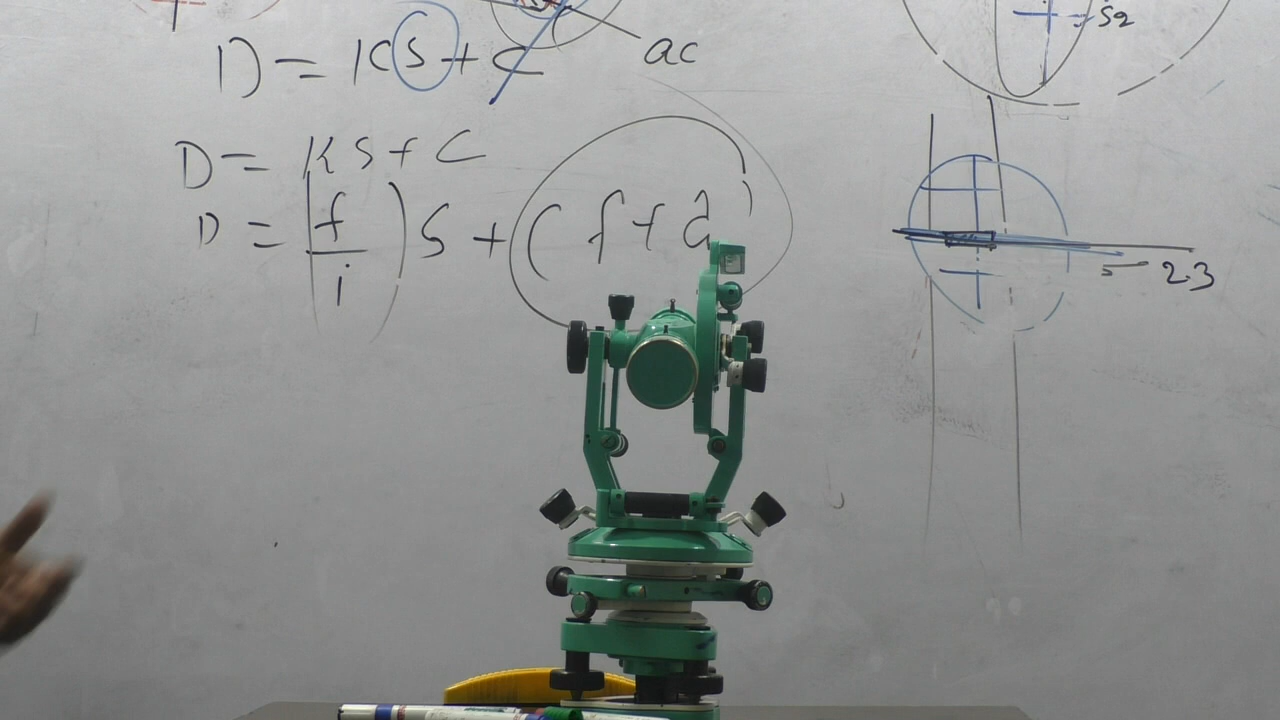 S2
D = KS + C
ac
D = KS + C
D = (f/i) S + (f + d)
2.3